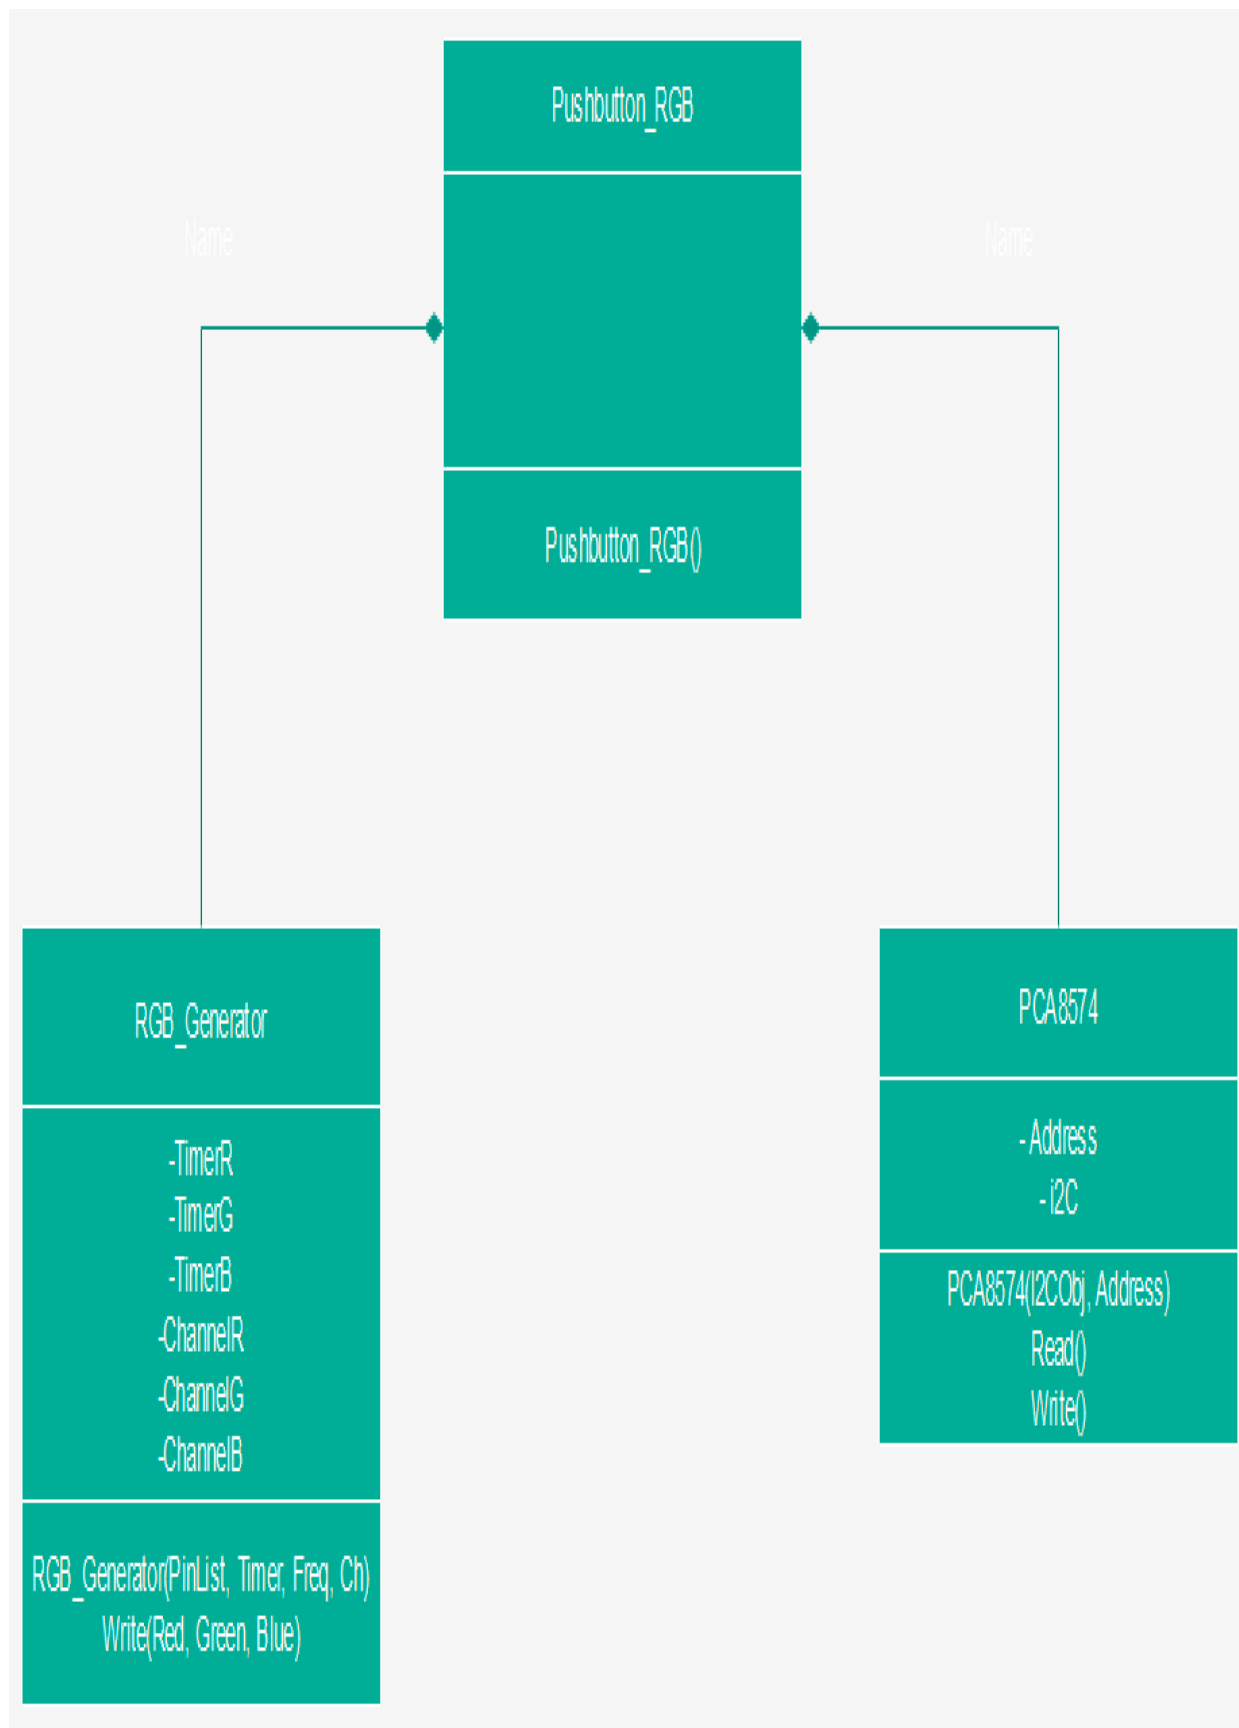 Pushbutton_RGB
Name
Name
Pushbutton_RGB()
RGB_Generator
-TimerR
-TimerG
-TimerB
-ChannelR
-ChannelG
-ChannelB
RGB_Generator(PinList, Timer, Freq, Ch)
Write(Red, Green, Blue)
PCA8574
- Address
- i2C
PCA8574(I2CObj, Address)
Read()
Write()